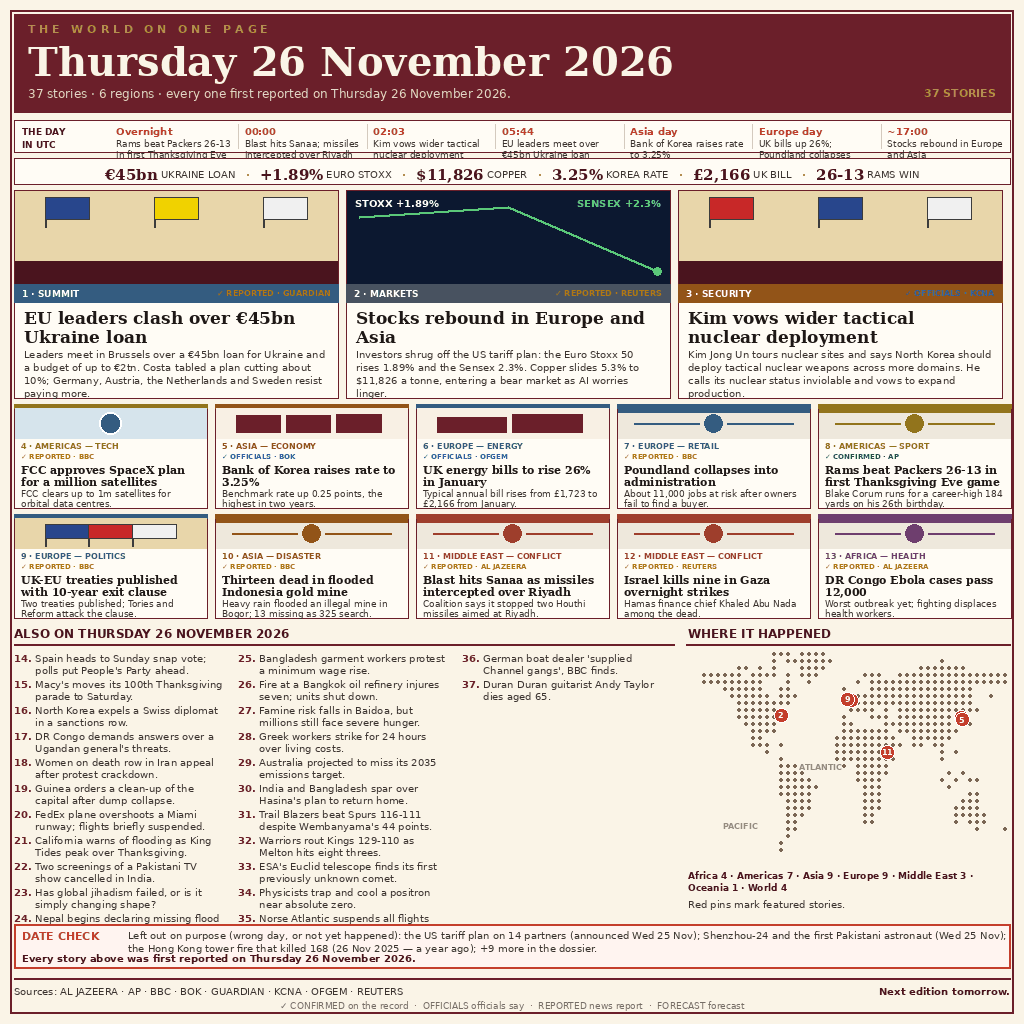 THE WORLD ON ONE PAGE
Thursday 26 November 2026
37 stories · 6 regions · every one first reported on Thursday 26 November 2026.
37 STORIES
THE DAY
IN UTC
Overnight
Rams beat Packers 26-13
in first Thanksgiving Eve
00:00
Blast hits Sanaa; missiles
intercepted over Riyadh
02:03
Kim vows wider tactical
nuclear deployment
05:44
EU leaders meet over
€45bn Ukraine loan
Asia day
Bank of Korea raises rate
to 3.25%
Europe day
UK bills up 26%;
Poundland collapses
~17:00
Stocks rebound in Europe
and Asia
€45bn UKRAINE LOAN · +1.89% EURO STOXX · $11,826 COPPER · 3.25% KOREA RATE · £2,166 UK BILL · 26-13 RAMS WIN
1 · SUMMIT
✓ REPORTED · GUARDIAN
EU leaders clash over €45bn
Ukraine loan
Leaders meet in Brussels over a €45bn loan for Ukraine and
a budget of up to €2tn. Costa tabled a plan cutting about
10%; Germany, Austria, the Netherlands and Sweden resist
paying more.
STOXX +1.89%
SENSEX +2.3%
2 · MARKETS
✓ REPORTED · REUTERS
Stocks rebound in Europe and
Asia
Investors shrug off the US tariff plan: the Euro Stoxx 50
rises 1.89% and the Sensex 2.3%. Copper slides 5.3% to
$11,826 a tonne, entering a bear market as AI worries
linger.
3 · SECURITY
✓ OFFICIALS · KCNA
Kim vows wider tactical
nuclear deployment
Kim Jong Un tours nuclear sites and says North Korea should
deploy tactical nuclear weapons across more domains. He
calls its nuclear status inviolable and vows to expand
production.
4 · AMERICAS — TECH
✓ REPORTED · BBC
FCC approves SpaceX plan
for a million satellites
FCC clears up to 1m satellites for
orbital data centres.
5 · ASIA — ECONOMY
✓ OFFICIALS · BOK
Bank of Korea raises rate to
3.25%
Benchmark rate up 0.25 points, the
highest in two years.
6 · EUROPE — ENERGY
✓ OFFICIALS · OFGEM
UK energy bills to rise 26%
in January
Typical annual bill rises from £1,723 to
£2,166 from January.
7 · EUROPE — RETAIL
✓ REPORTED · BBC
Poundland collapses into
administration
About 11,000 jobs at risk after owners
fail to find a buyer.
8 · AMERICAS — SPORT
✓ CONFIRMED · AP
Rams beat Packers 26-13 in
first Thanksgiving Eve game
Blake Corum runs for a career-high 184
yards on his 26th birthday.
9 · EUROPE — POLITICS
✓ REPORTED · BBC
UK-EU treaties published
with 10-year exit clause
Two treaties published; Tories and
Reform attack the clause.
10 · ASIA — DISASTER
✓ REPORTED · BBC
Thirteen dead in flooded
Indonesia gold mine
Heavy rain flooded an illegal mine in
Bogor; 13 missing as 325 search.
11 · MIDDLE EAST — CONFLICT
✓ REPORTED · AL JAZEERA
Blast hits Sanaa as missiles
intercepted over Riyadh
Coalition says it stopped two Houthi
missiles aimed at Riyadh.
12 · MIDDLE EAST — CONFLICT
✓ REPORTED · REUTERS
Israel kills nine in Gaza
overnight strikes
Hamas finance chief Khaled Abu Nada
among the dead.
13 · AFRICA — HEALTH
✓ REPORTED · AL JAZEERA
DR Congo Ebola cases pass
12,000
Worst outbreak yet; fighting displaces
health workers.
ALSO ON THURSDAY 26 NOVEMBER 2026
14. Spain heads to Sunday snap vote;
polls put People's Party ahead.
15. Macy's moves its 100th Thanksgiving
parade to Saturday.
16. North Korea expels a Swiss diplomat
in a sanctions row.
17. DR Congo demands answers over a
Ugandan general's threats.
18. Women on death row in Iran appeal
after protest crackdown.
19. Guinea orders a clean-up of the
capital after dump collapse.
20. FedEx plane overshoots a Miami
runway; flights briefly suspended.
21. California warns of flooding as King
Tides peak over Thanksgiving.
22. Two screenings of a Pakistani TV
show cancelled in India.
23. Has global jihadism failed, or is it
simply changing shape?
24. Nepal begins declaring missing flood
25. Bangladesh garment workers protest
a minimum wage rise.
26. Fire at a Bangkok oil refinery injures
seven; units shut down.
27. Famine risk falls in Baidoa, but
millions still face severe hunger.
28. Greek workers strike for 24 hours
over living costs.
29. Australia projected to miss its 2035
emissions target.
30. India and Bangladesh spar over
Hasina's plan to return home.
31. Trail Blazers beat Spurs 116-111
despite Wembanyama's 44 points.
32. Warriors rout Kings 129-110 as
Melton hits eight threes.
33. ESA's Euclid telescope finds its first
previously unknown comet.
34. Physicists trap and cool a positron
near absolute zero.
35. Norse Atlantic suspends all flights
36. German boat dealer 'supplied
Channel gangs', BBC finds.
37. Duran Duran guitarist Andy Taylor
dies aged 65.
WHERE IT HAPPENED
2
9
5
11
ATLANTIC
PACIFIC
Africa 4 · Americas 7 · Asia 9 · Europe 9 · Middle East 3 ·
Oceania 1 · World 4
Red pins mark featured stories.
DATE CHECK
Left out on purpose (wrong day, or not yet happened): the US tariff plan on 14 partners (announced Wed 25 Nov); Shenzhou-24 and the first Pakistani astronaut (Wed 25 Nov);
the Hong Kong tower fire that killed 168 (26 Nov 2025 — a year ago); +9 more in the dossier.
Every story above was first reported on Thursday 26 November 2026.
Sources: AL JAZEERA · AP · BBC · BOK · GUARDIAN · KCNA · OFGEM · REUTERS
Next edition tomorrow.
✓ CONFIRMED on the record · OFFICIALS officials say · REPORTED news report · FORECAST forecast